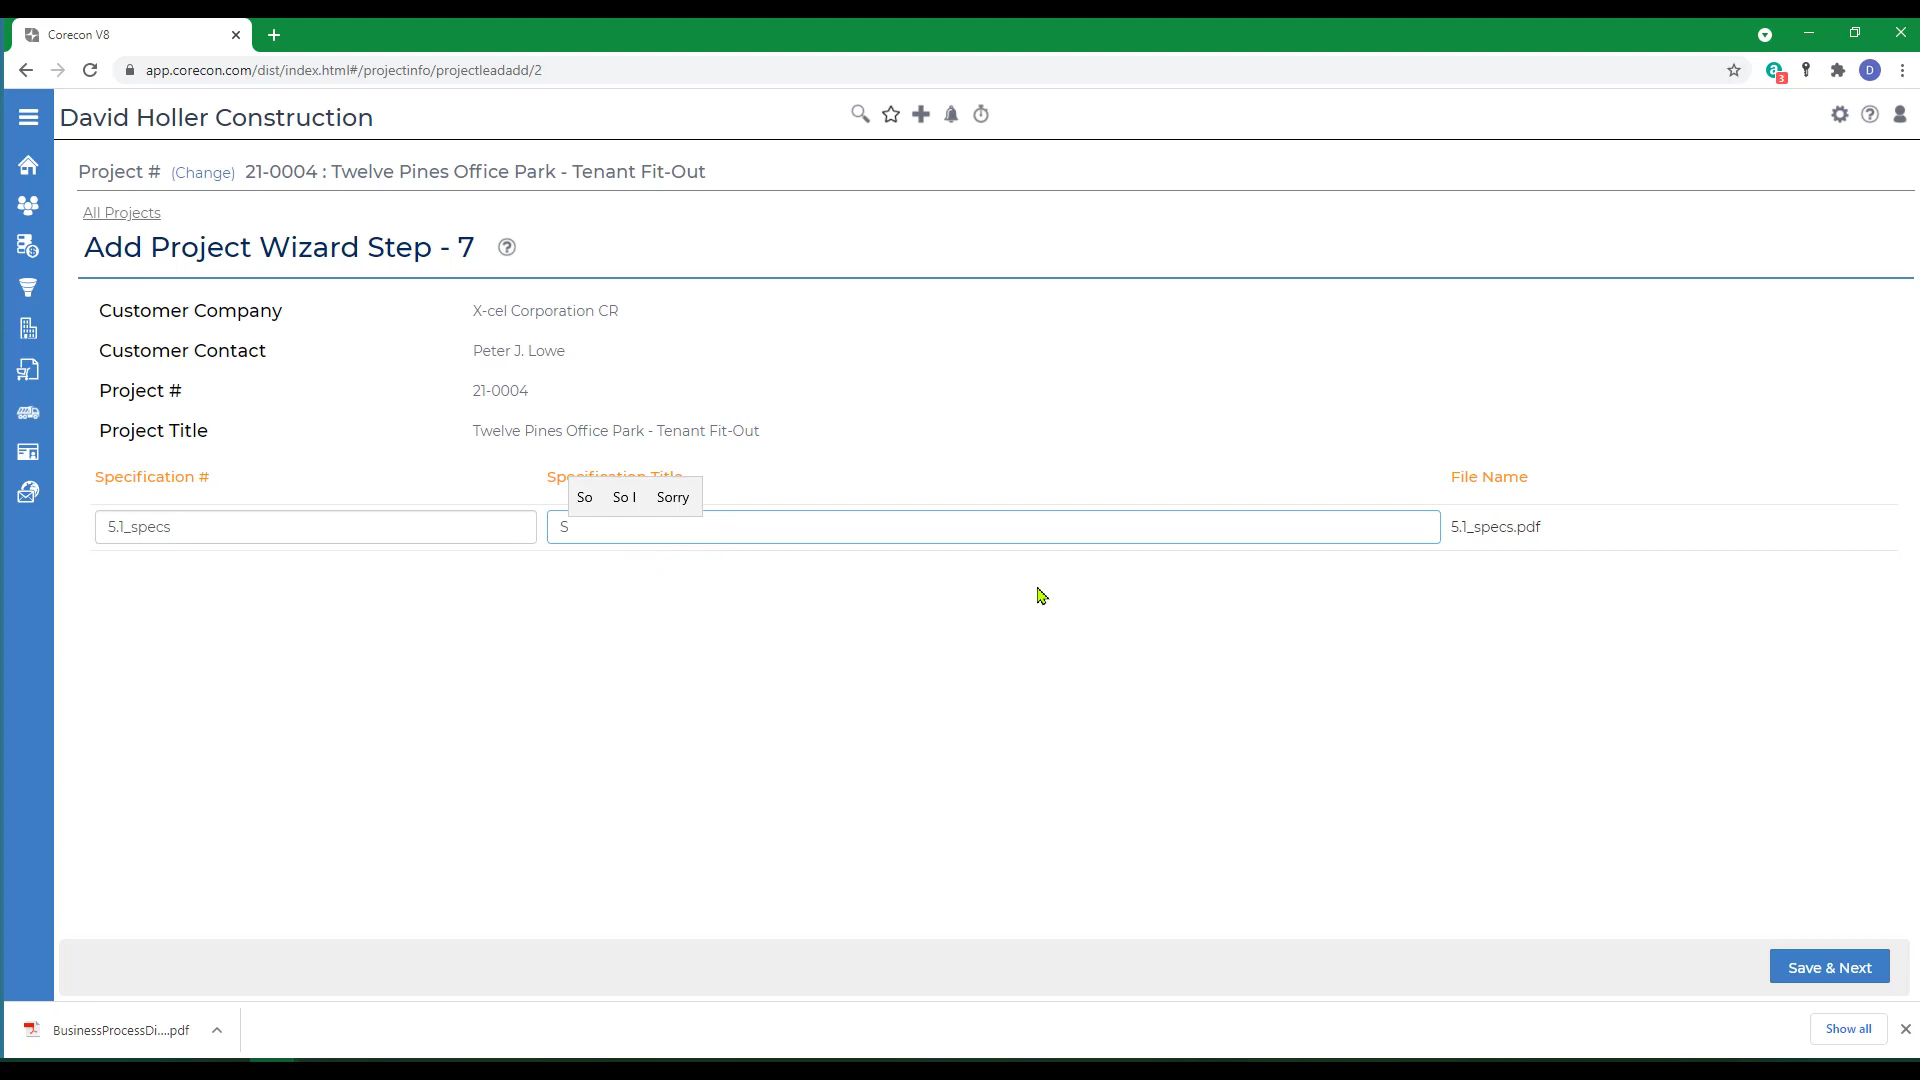 Corecon V8
app.corecon.com/dist/index.html#/projectinfo/projectleadadd/2
a
3
D
David Holler Construction
Project # (Change) 21-0004 : Twelve Pines Office Park - Tenant Fit-Out
All Projects
Add Project Wizard Step - 7 ?
Customer Company X-cel Corporation CR
Customer Contact Peter J. Lowe
Project # 21-0004
Project Title Twelve Pines Office Park - Tenant Fit-Out
Specification # Specification Title File Name
So So I Sorry
5.1_specs S 5.1_specs.pdf
Save & Next
BusinessProcessDi....pdf Show all